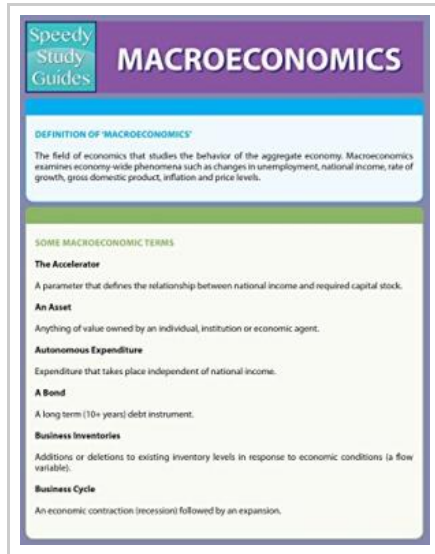 Speedy
Study
Guides
MACROECONOMICS
DEFINITION OF 'MACROECONOMICS'
The field of economics that studies the behavior of the aggregate economy. Macroeconomics
examines economy-wide phenomena such as changes in unemployment, national income, rate of
growth, gross domestic product, inflation and price levels.
SOME MACROECONOMIC TERMS
The Accelerator
A parameter that defines the relationship between national income and required capital stock.
An Asset
Anything of value owned by an individual, institution or economic agent.
Autonomous Expenditure
Expenditure that takes place independent of national income.
A Bond
A long term (10+ years) debt instrument.
Business Inventories
Additions or deletions to existing inventory levels in response to economic conditions (a flow
variable).
Business Cycle
An economic contraction (recession) followed by an expansion.